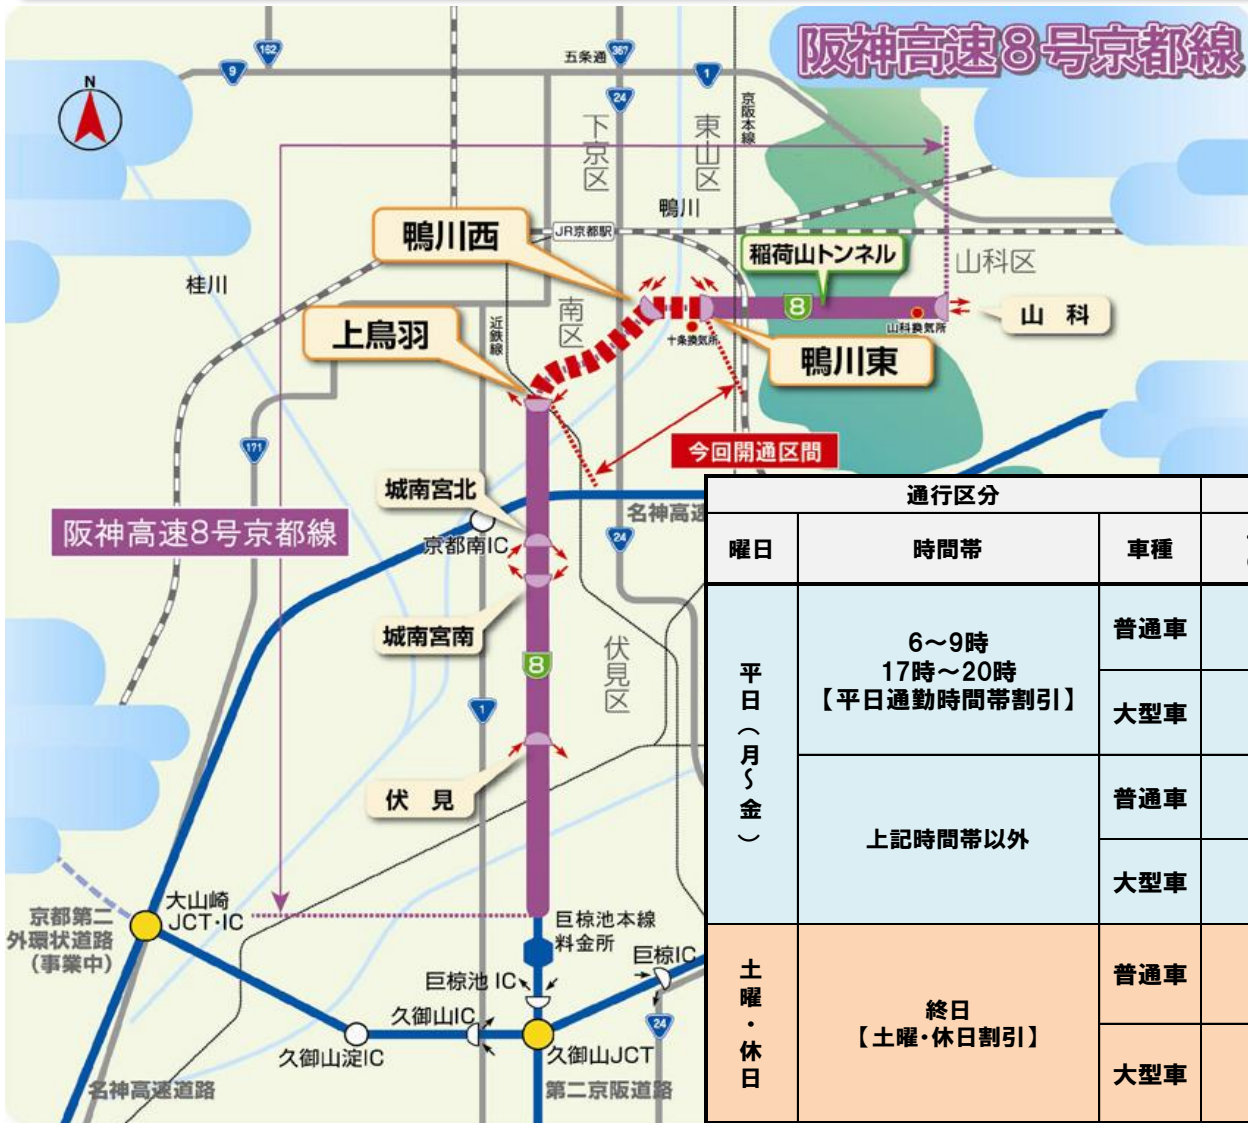 阪神高速8号京都線
N
162
9
五条通
367
1
24
下京区
東山区
京阪本線
鴨川
JR京都駅
鴨川西
稲荷山トンネル
山科区
桂川
南区
8
山科換気所
山 科
上鳥羽
近鉄線
十条換気所
鴨川東
171
今回開通区間
城南宮北
名神高速
阪神高速8号京都線
京都南IC
24
城南宮南
8
伏見区
1
伏 見
大山崎
JCT・IC
京都第二
外環状道路
(事業中)
巨椋池本線
料金所
巨椋IC
巨椋池 IC
久御山IC
24
久御山淀IC
久御山JCT
名神高速道路
第二京阪道路
通行区分
曜日
時間帯
車種
平日(月~金)
6~9時
17時~20時
【平日通勤時間帯割引】
普通車
大型車
上記時間帯以外
普通車
大型車
土曜・休日
終日
【土曜・休日割引】
普通車
大型車